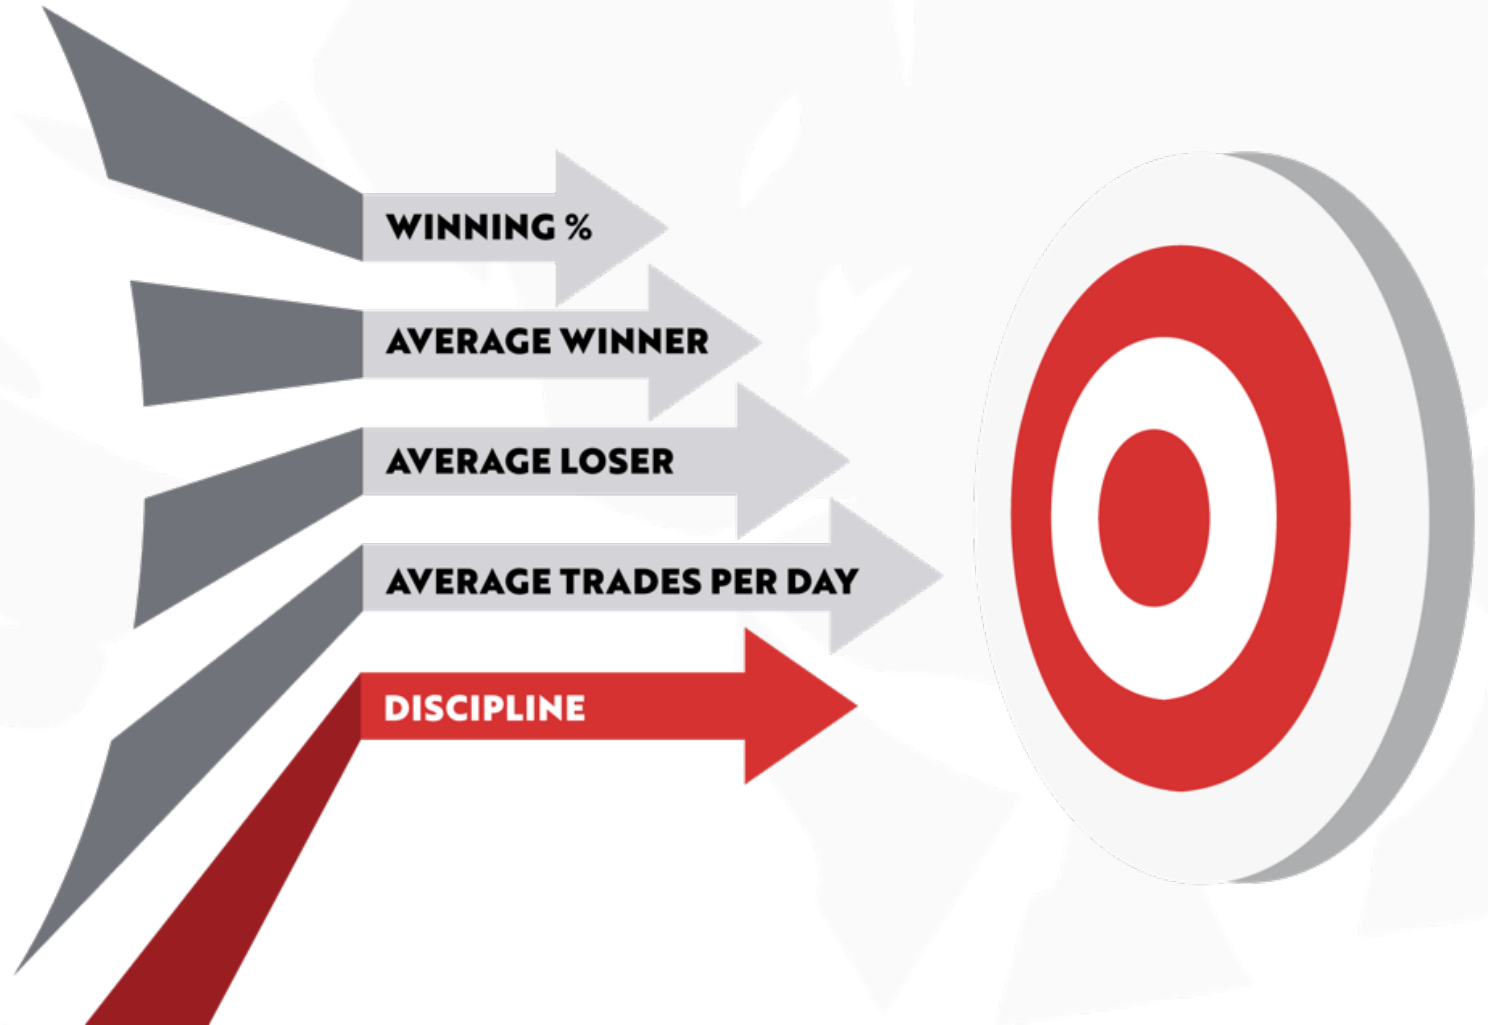 WINNING %
AVERAGE WINNER
AVERAGE LOSER
AVERAGE TRADES PER DAY
DISCIPLINE